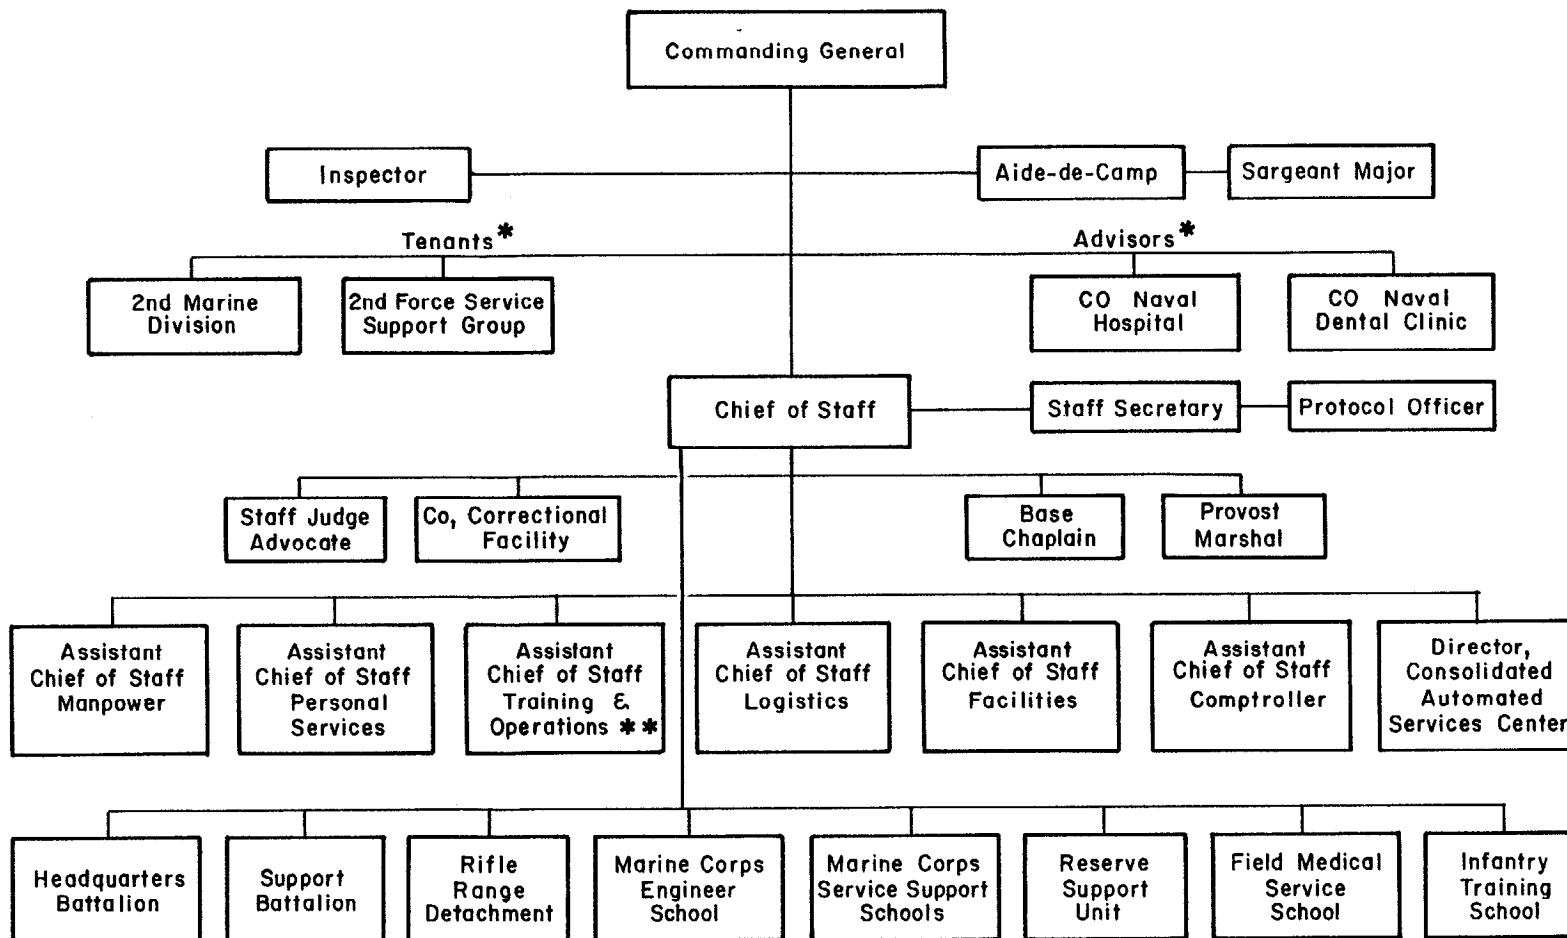 Commanding General
Inspector
Aide-de-Camp
Sargeant Major
Tenants*
Advisors*
2nd Marine
Division
2nd Force Service
Support Group
CO Naval
Hospital
CO Naval
Dental Clinic
Chief of Staff
Staff Secretary
Protocol Officer
Staff Judge
Advocate
Co, Correctional
Facility
Base
Chaplain
Provost
Marshal
Assistant
Chief of Staff
Manpower
Assistant
Chief of Staff
Personal
Services
Assistant
Chief of Staff
Training &
Operations **
Assistant
Chief of Staff
Logistics
Assistant
Chief of Staff
Facilities
Assistant
Chief of Staff
Comptroller
Director,
Consolidated
Automated
Services Center
Headquarters
Battalion
Support
Battalion
Rifle
Range
Detachment
Marine Corps
Engineer
School
Marine Corps
Service Support
Schools
Reserve
Support
Unit
Field Medical
Service
School
Infantry
Training
School